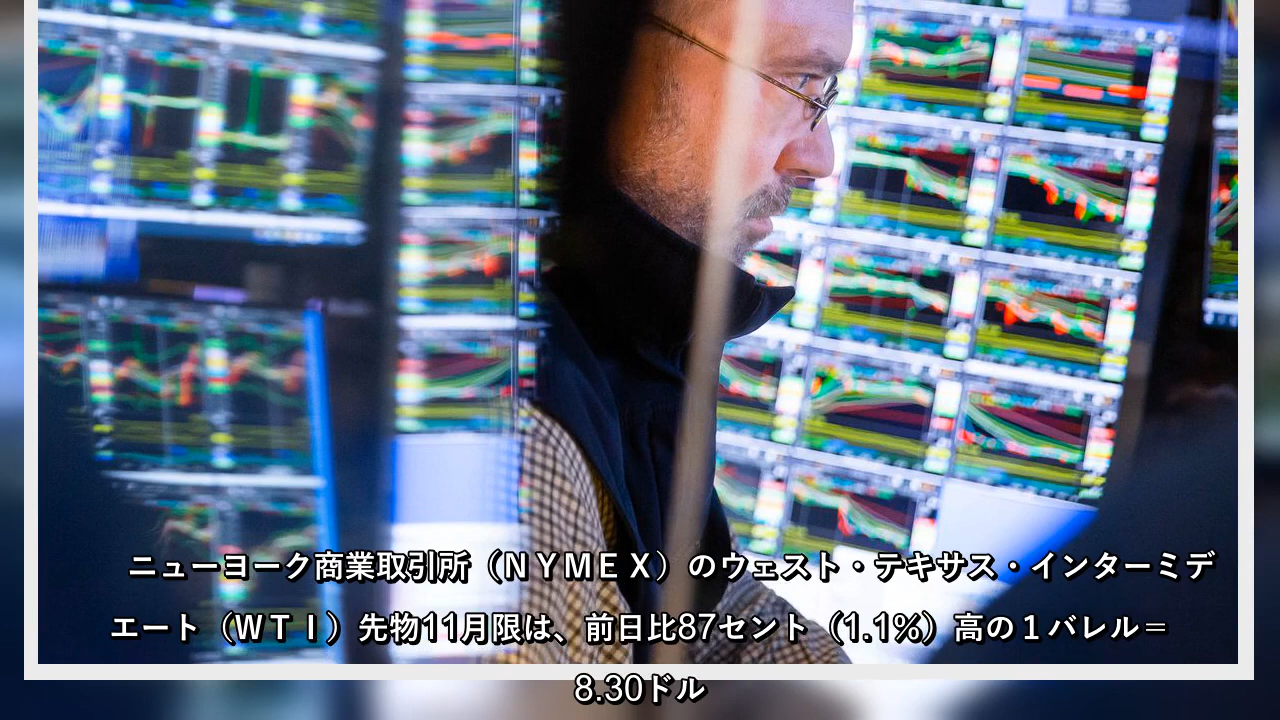 ニューヨーク商業取引所（ＮＹＭＥＸ）のウェスト・テキサス・インターミデ
エート（ＷＴＩ）先物11月限は、前日比87セント（1.1%）高の１バレル＝
8.30ドル